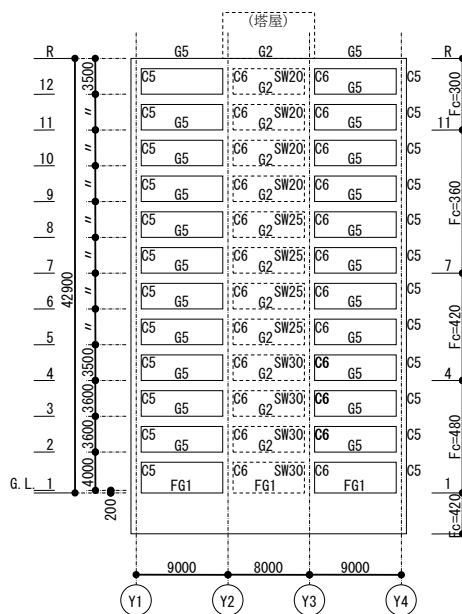 (塔屋)
R G5 G2 G5 R
3500
12 C5 C6 SW20 C6 C5
G5 G2 G5
Fc=300
11 〃 C5 C6 SW20 C6 C5 11
G5 G2 G5
10 〃 C5 C6 SW20 C6 C5
G5 G2 G5
9 〃 C5 C6 SW20 C6 C5
G5 G2 G5
Fc=360
8 〃 C5 C6 SW25 C6 C5
G5 G2 G5
7 〃 C5 C6 SW25 C6 C5 7
G5 G2 G5
42900
6 〃 C5 C6 SW25 C6 C5
G5 G2 G5
Fc=420
5 〃 C5 C6 SW25 C6 C5
G5 G2 G5
4 3500 C5 C6 SW30 C6 C5 4
G5 G2 G5
3 3600 C5 C6 SW30 C6 C5
G5 G2 G5
Fc=480
2 3600 C5 C6 SW30 C6 C5
G5 G2 G5
G.L. 1 4000 C5 C6 SW30 C6 C5 1
FG1 FG1 FG1
200
Fc=420
9000 8000 9000
Y1 Y2 Y3 Y4